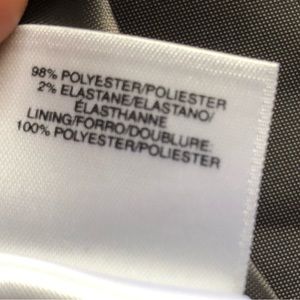 98% POLYESTER/POLIESTER
2% ELASTANE/ELASTANO/
ÉLASTHANNE
LINING/FORRO/DOUBLURE:
100% POLYESTER/POLIESTER